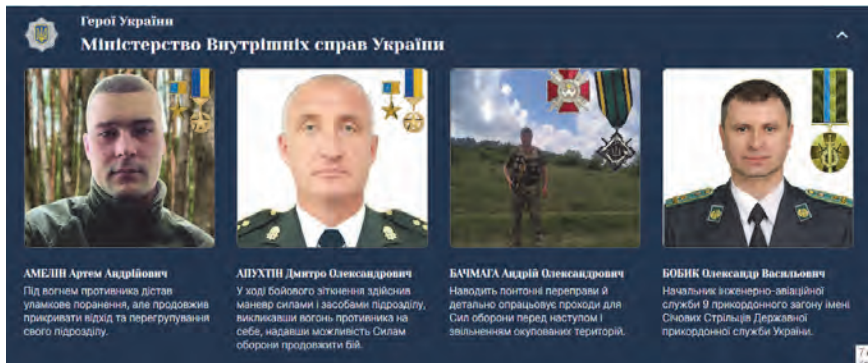 Герої України
Міністерство Внутрішніх справ України
АМЕЛІН Артем Андрійович
Під вогнем противника дістав
уламкове поранення, але продовжив
прикривати відхід та перегрупування
свого підрозділу.
АПУХТІН Дмитро Олександрович
У ході бойового зіткнення здійснив
маневр силами і засобами підрозділу,
викликавши вогонь противника на
себе, надавши можливість Силам
оборони продовжити бій.
БАЧМАГА Андрій Олександрович
Наводить понтонні переправи й
детально опрацьовує проходи для
Сил оборони перед наступом і
звільненням окупованих територій.
БОБИК Олександр Васильович
Начальник інженерно-авіаційної
служби 9 прикордонного загону імені
Січових Стрільців Державної
прикордонної служби України.